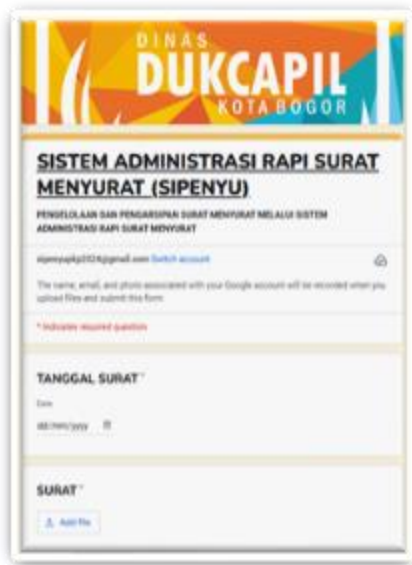 DINAS
DUKCAPIL
KOTA BOGOR
SISTEM ADMINISTRASI RAPI SURAT
MENYURAT (SIPENYU)
PENGELOLAAN DAN PENGARSIPAN SURAT MENYURAT MELALUI SISTEM
ADMINISTRASI RAPI SURAT MENYURAT
Switch account
The name, email, and photo associated with your Google account will be recorded when you
upload files and submit this form
* Indicates required question
TANGGAL SURAT *
Date
dd/mm/yyyy
SURAT *
Add file